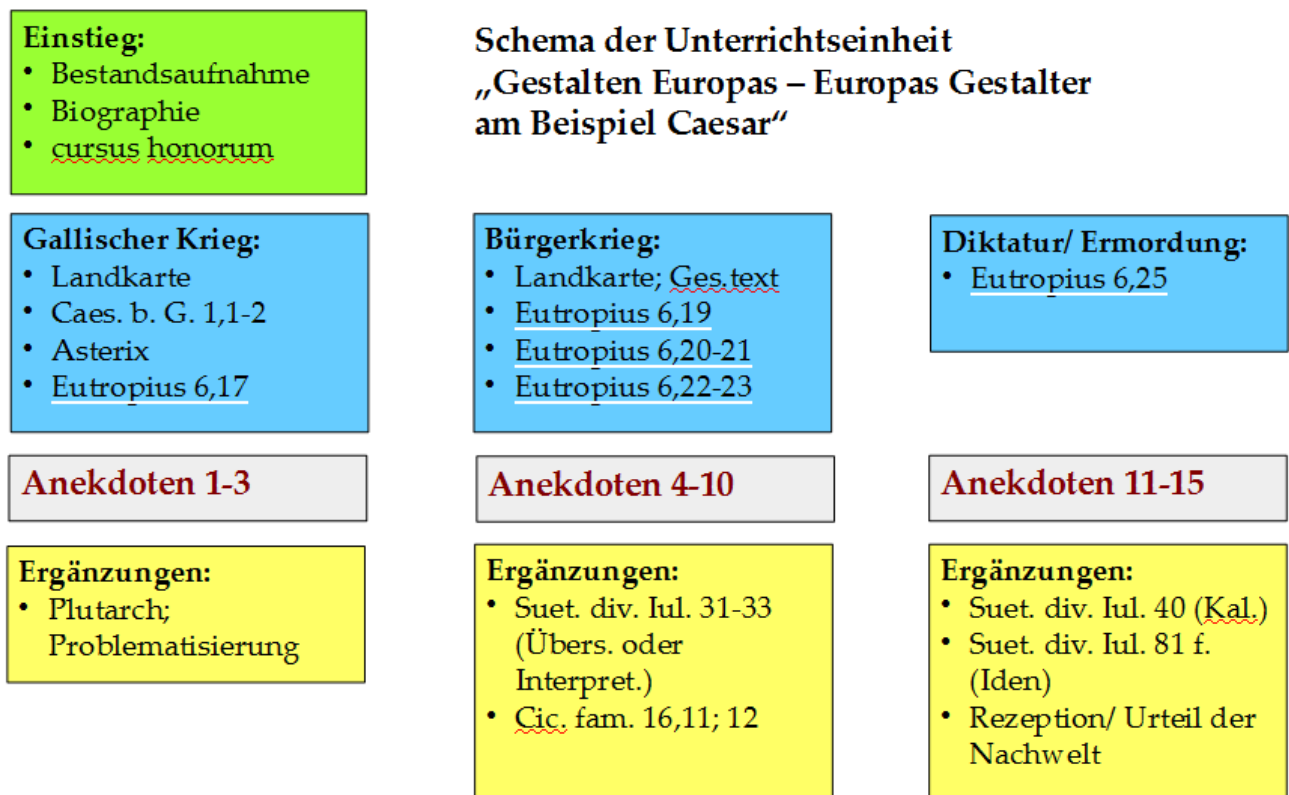 Einstieg:
• Bestandsaufnahme
• Biographie
• cursus honorum
Schema der Unterrichtseinheit
„Gestalten Europas – Europas Gestalter
am Beispiel Caesar“
Gallischer Krieg:
• Landkarte
• Caes. b. G. 1,1-2
• Asterix
• Eutropius 6,17
Bürgerkrieg:
• Landkarte; Ges.text
• Eutropius 6,19
• Eutropius 6,20-21
• Eutropius 6,22-23
Diktatur/ Ermordung:
• Eutropius 6,25
Anekdoten 1-3
Anekdoten 4-10
Anekdoten 11-15
Ergänzungen:
• Plutarch;
Problematisierung
Ergänzungen:
• Suet. div. Iul. 31-33
(Übers. oder
Interpret.)
• Cic. fam. 16,11; 12
Ergänzungen:
• Suet. div. Iul. 40 (Kal.)
• Suet. div. Iul. 81 f.
(Iden)
• Rezeption/ Urteil der
Nachwelt